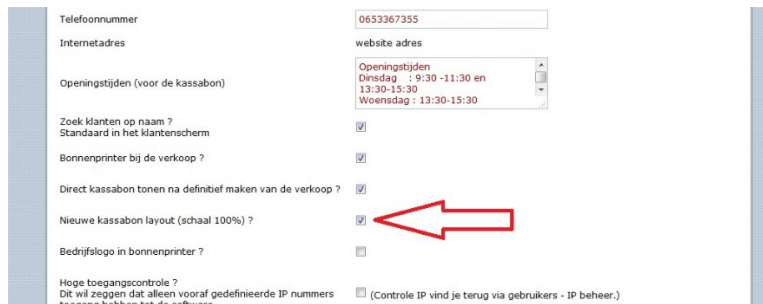 Telefoonnummer 0653367355
Internetadres website adres
Openingstijden (voor de kassabon)
Openingstijden
Dinsdag : 9:30 -11:30 en
13:30-15:30
Woensdag : 13:30-15:30
Zoek klanten op naam ?
Standaard in het klantenscherm
Bonnenprinter bij de verkoop ?
Direct kassabon tonen na definitief maken van de verkoop ?
Nieuwe kassabon layout (schaal 100%) ?
Bedrijfslogo in bonnenprinter ?
Hoge toegangscontrole ?
Dit wil zeggen dat alleen vooraf gedefinieerde IP nummers
(Controle IP vind je terug via gebruikers - IP beheer.)